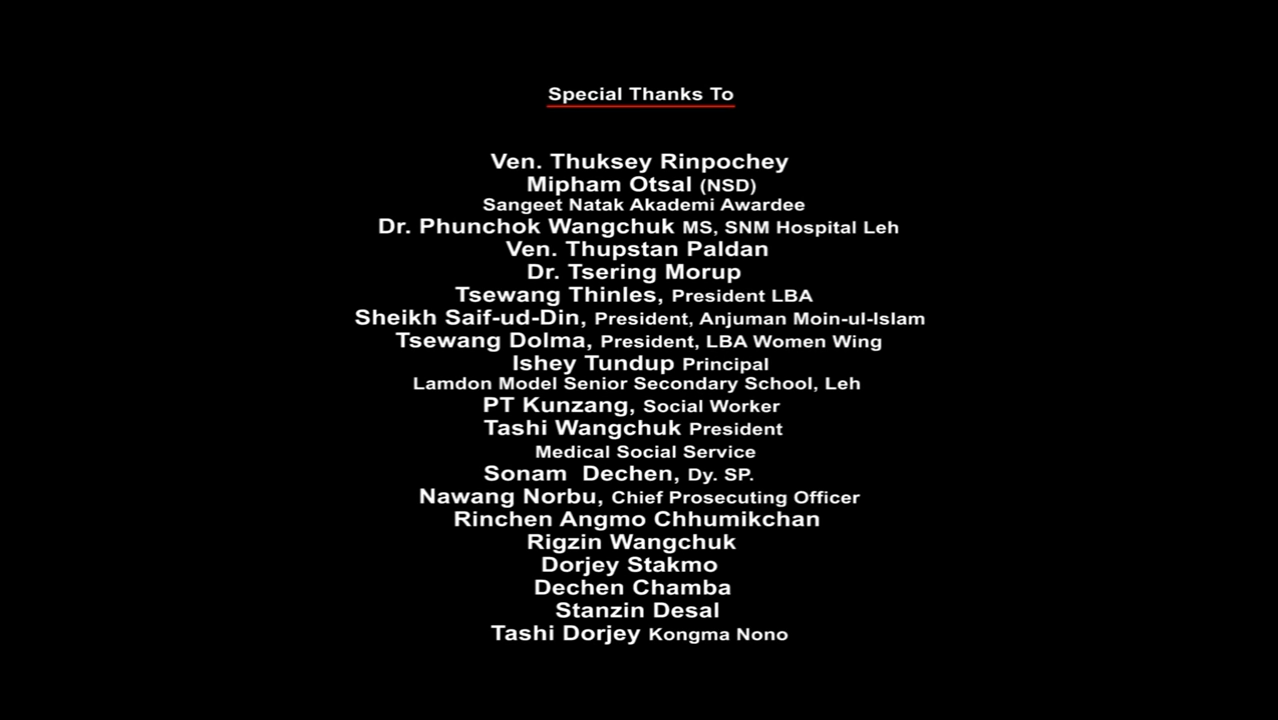 Special Thanks To
Ven. Thuksey Rinpochey
Mipham Otsal (NSD)
Sangeet Natak Akademi Awardee
Dr. Phunchok Wangchuk MS, SNM Hospital Leh
Ven. Thupstan Paldan
Dr. Tsering Morup
Tsewang Thinles, President LBA
Sheikh Saif-ud-Din, President, Anjuman Moin-ul-Islam
Tsewang Dolma, President, LBA Women Wing
Ishey Tundup Principal
Lamdon Model Senior Secondary School, Leh
PT Kunzang, Social Worker
Tashi Wangchuk President
Medical Social Service
Sonam  Dechen, Dy. SP.
Nawang Norbu, Chief Prosecuting Officer
Rinchen Angmo Chhumikchan
Rigzin Wangchuk
Dorjey Stakmo
Dechen Chamba
Stanzin Desal
Tashi Dorjey Kongma Nono